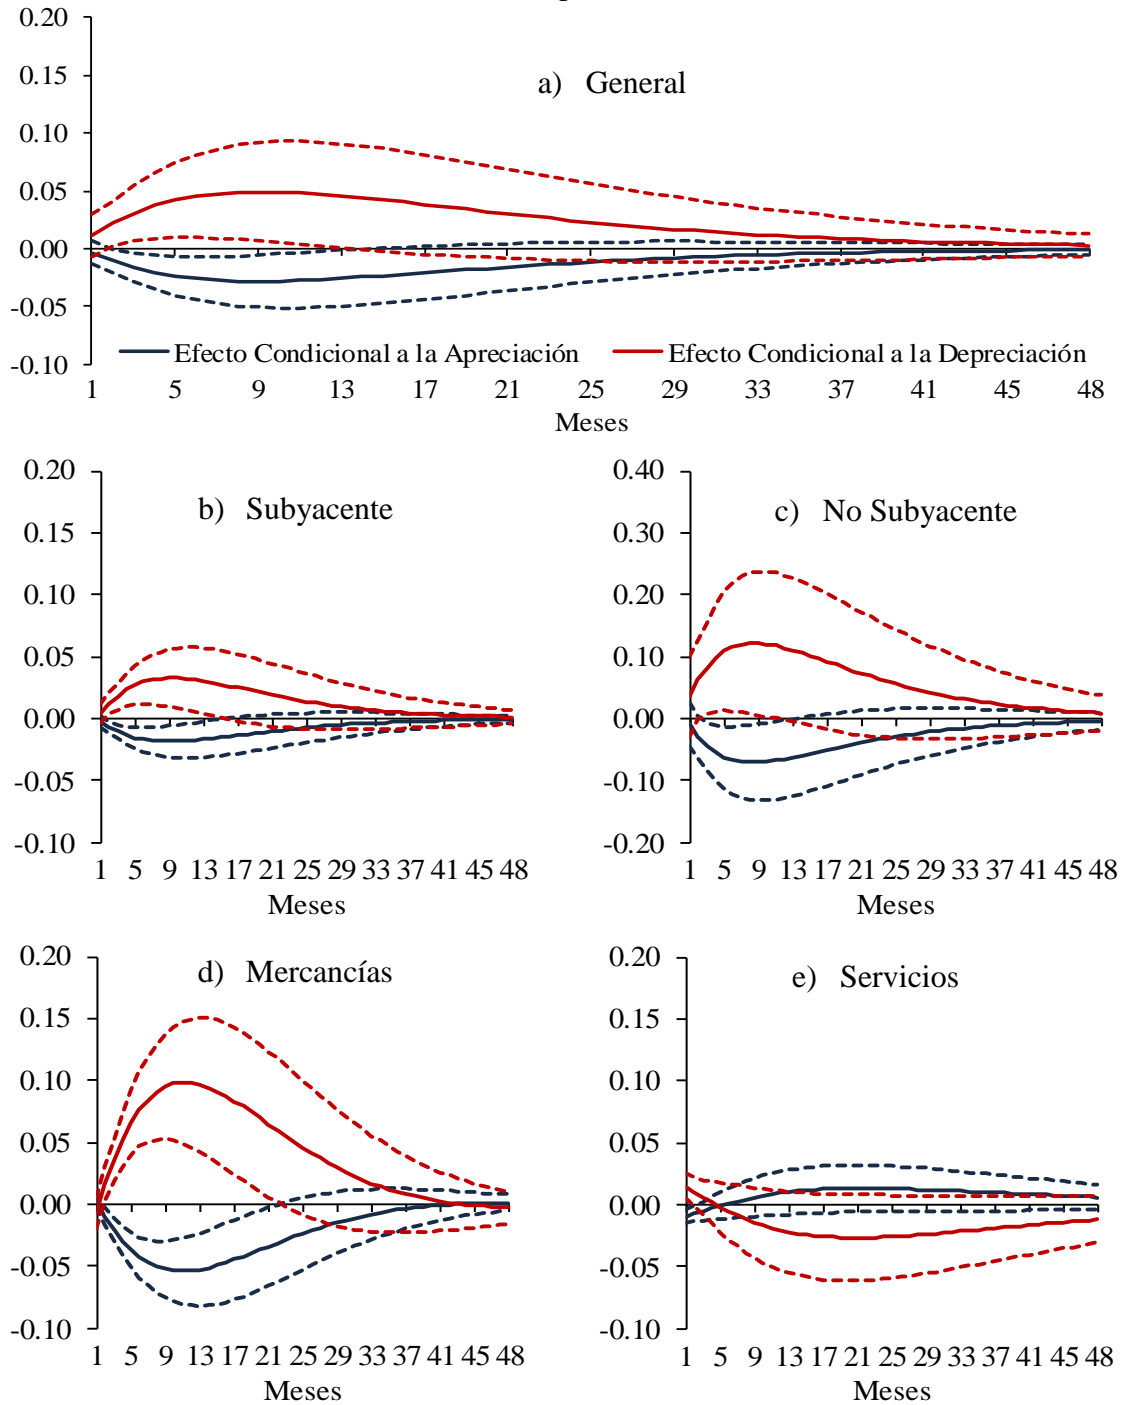 0.20
0.15
0.10
0.05
0.00
-0.05
-0.10
a) General
Efecto Condicional a la Apreciación Efecto Condicional a la Depreciación
1 5 9 13 17 21 25 29 33 37 41 45 48
Meses
0.20
0.15
0.10
0.05
0.00
-0.05
-0.10
b) Subyacente
1 5 9 13 17 21 25 29 33 37 41 45 48
Meses
0.40
0.30
0.20
0.10
0.00
-0.10
-0.20
c) No Subyacente
1 5 9 13 17 21 25 29 33 37 41 45 48
Meses
0.20
0.15
0.10
0.05
0.00
-0.05
-0.10
d) Mercancías
1 5 9 13 17 21 25 29 33 37 41 45 48
Meses
0.20
0.15
0.10
0.05
0.00
-0.05
-0.10
e) Servicios
1 5 9 13 17 21 25 29 33 37 41 45 48
Meses